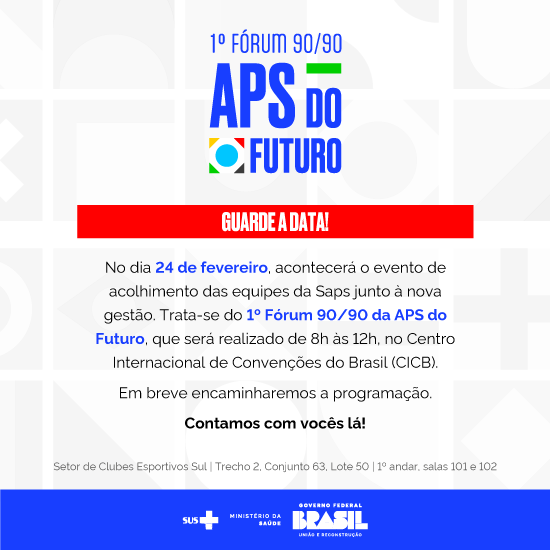 1º FÓRUM 90/90
APS DO
FUTURO
GUARDE A DATA!
No dia 24 de fevereiro, acontecerá o evento de
acolhimento das equipes da Saps junto à nova
gestão. Trata-se do 1º Fórum 90/90 da APS do
Futuro, que será realizado de 8h às 12h, no Centro
Internacional de Convenções do Brasil (CICB).
Em breve encaminharemos a programação.
Contamos com vocês lá!
Setor de Clubes Esportivos Sul | Trecho 2, Conjunto 63, Lote 50 | 1º andar, salas 101 e 102
SUS
MINISTÉRIO DA
SAÚDE
GOVERNO FEDERAL
BRASIL
UNIÃO E RECONSTRUÇÃO